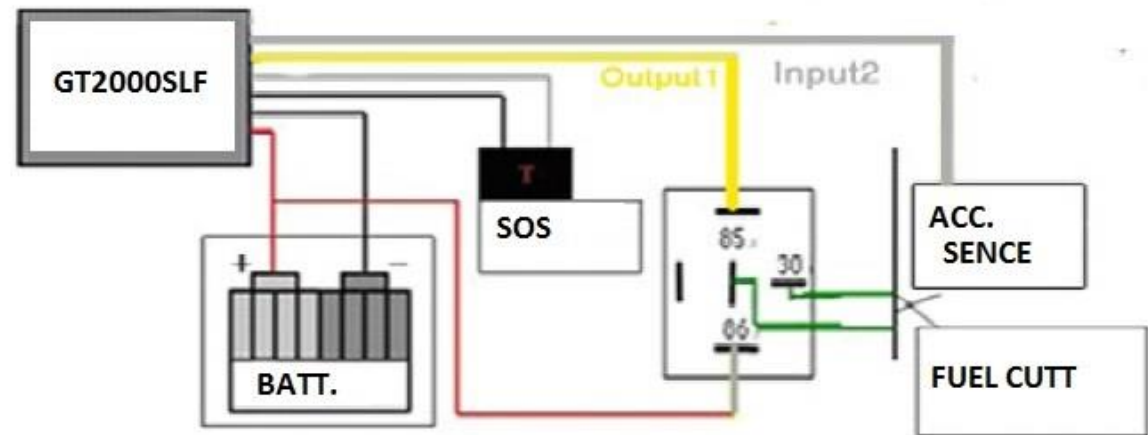 GT2000SLF
Output1
Input2
T
SOS
85
30
86
ACC.
SENCE
+
−
BATT.
FUEL CUTT